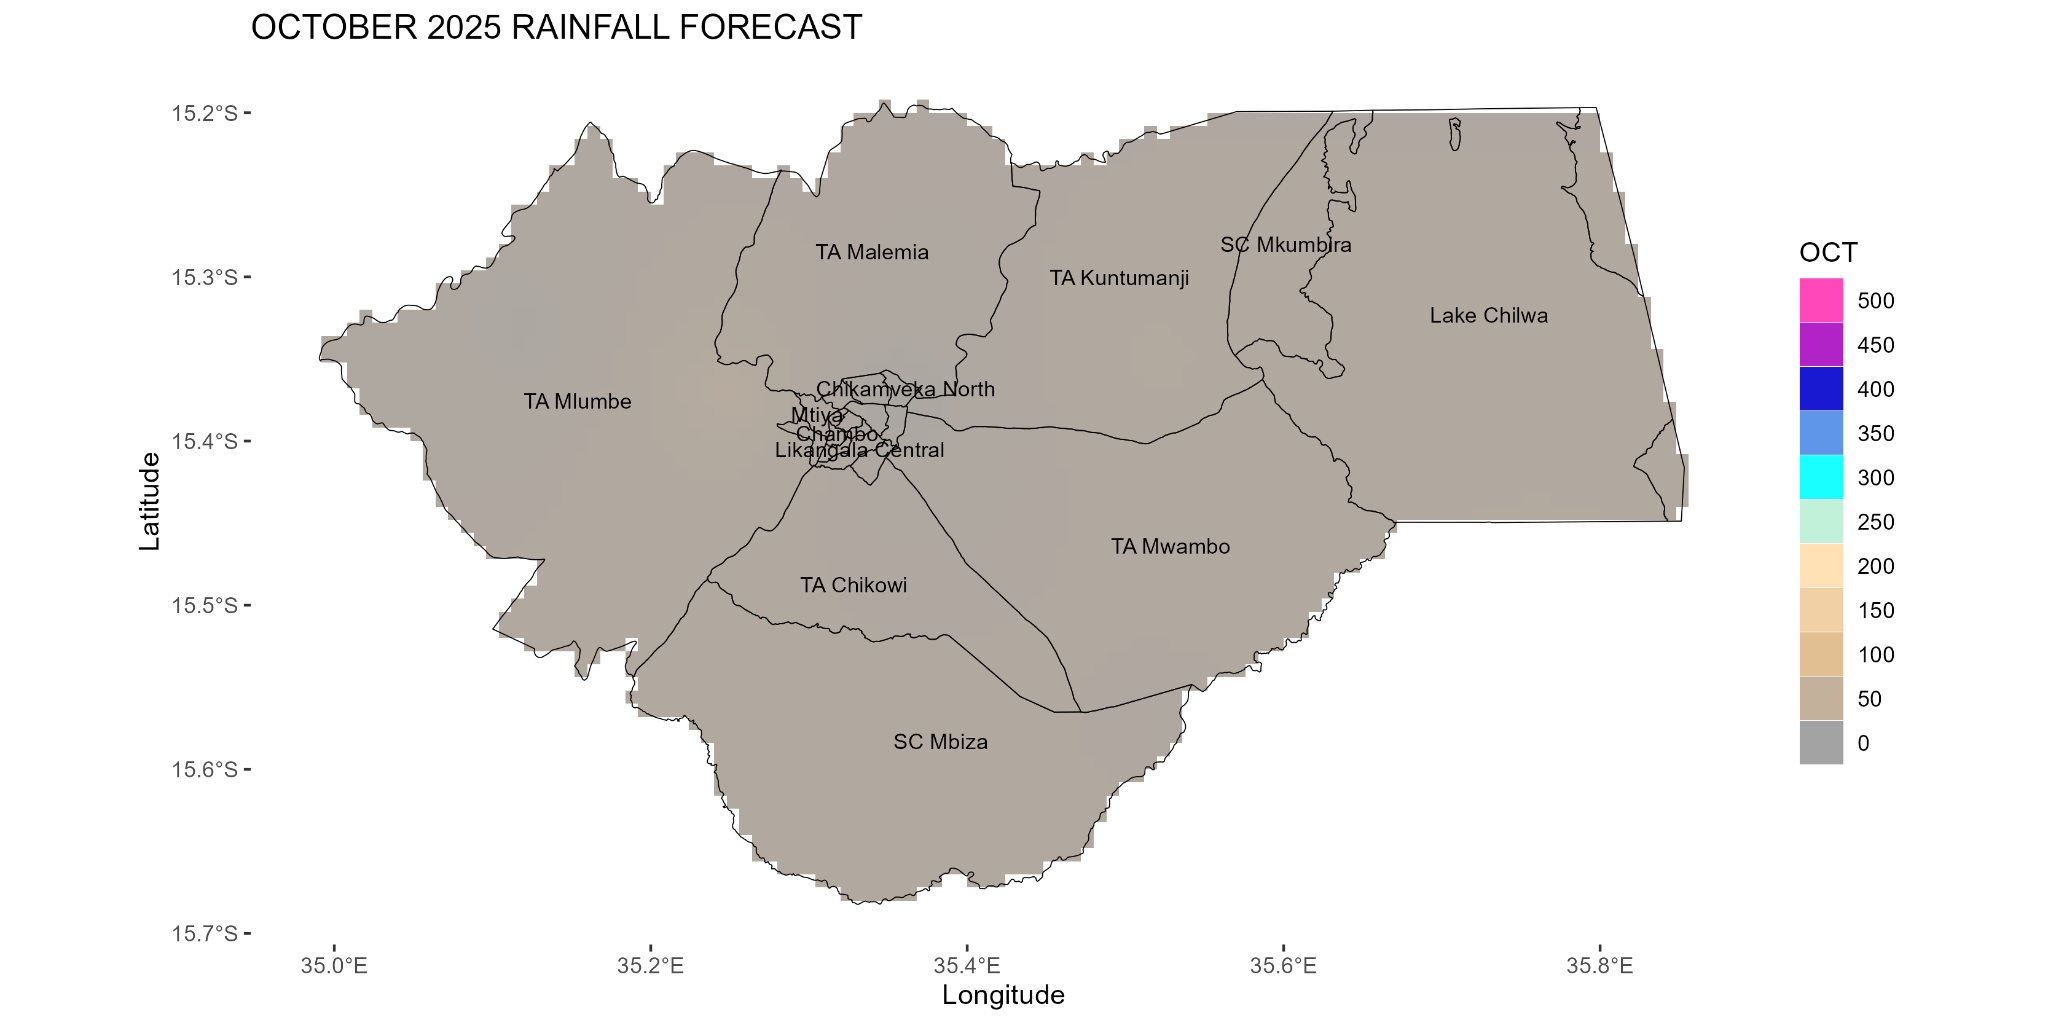 OCTOBER 2025 RAINFALL FORECAST
15.2°S
15.3°S
15.4°S
15.5°S
15.6°S
15.7°S
Latitude
TA Malemia
TA Kuntumanji
SC Mkumbira
Lake Chilwa
TA Mlumbe
Chikamveka North
Mtiya
Chambo
Likangala Central
TA Mwambo
TA Chikowi
SC Mbiza
35.0°E
35.2°E
35.4°E
35.6°E
35.8°E
Longitude
OCT
500
450
400
350
300
250
200
150
100
50
0